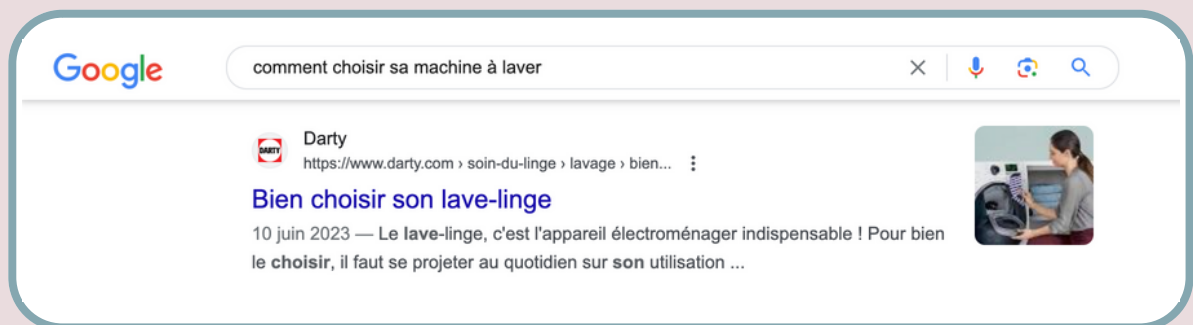 Google
comment choisir sa machine à laver
DARTY
Darty
https://www.darty.com › soin-du-linge › lavage › bien...
Bien choisir son lave-linge
10 juin 2023 — Le lave-linge, c'est l'appareil électroménager indispensable ! Pour bien
le choisir, il faut se projeter au quotidien sur son utilisation ...